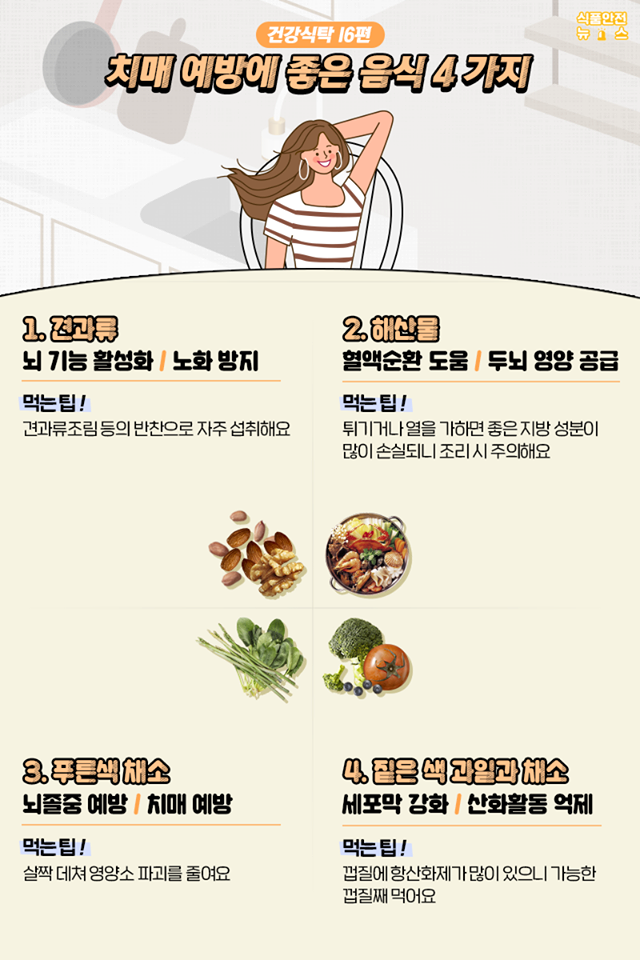 건강식탁 16편
식품안전
뉴스
치매 예방에 좋은 음식 4 가지
1. 견과류
뇌 기능 활성화 / 노화 방지
먹는 팁!
견과류조림 등의 반찬으로 자주 섭취해요
2. 해산물
혈액순환 도움 / 두뇌 영양 공급
먹는 팁!
튀기거나 열을 가하면 좋은 지방 성분이
많이 손실되니 조리 시 주의해요
3. 푸른색 채소
뇌졸중 예방 / 치매 예방
먹는 팁!
살짝 데쳐 영양소 파괴를 줄여요
4. 짙은 색 과일과 채소
세포막 강화 / 산화활동 억제
먹는 팁!
껍질에 항산화제가 많이 있으니 가능한
껍질째 먹어요